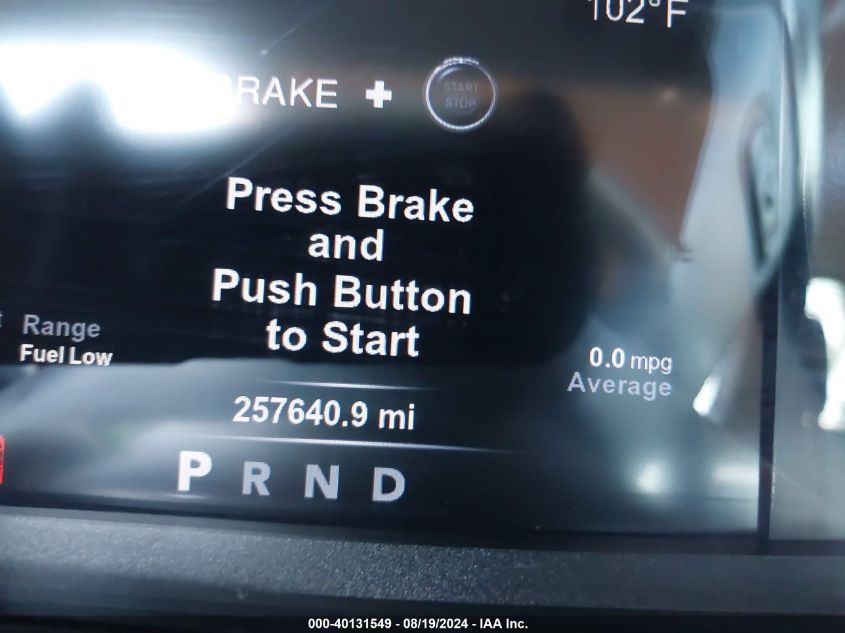 102°F
BRAKE + START STOP
Press Brake
and
Push Button
to Start
Range
Fuel Low
0.0 mpg
Average
257640.9 mi
P R N D
000-40131549 - 08/19/2024 - IAA Inc.